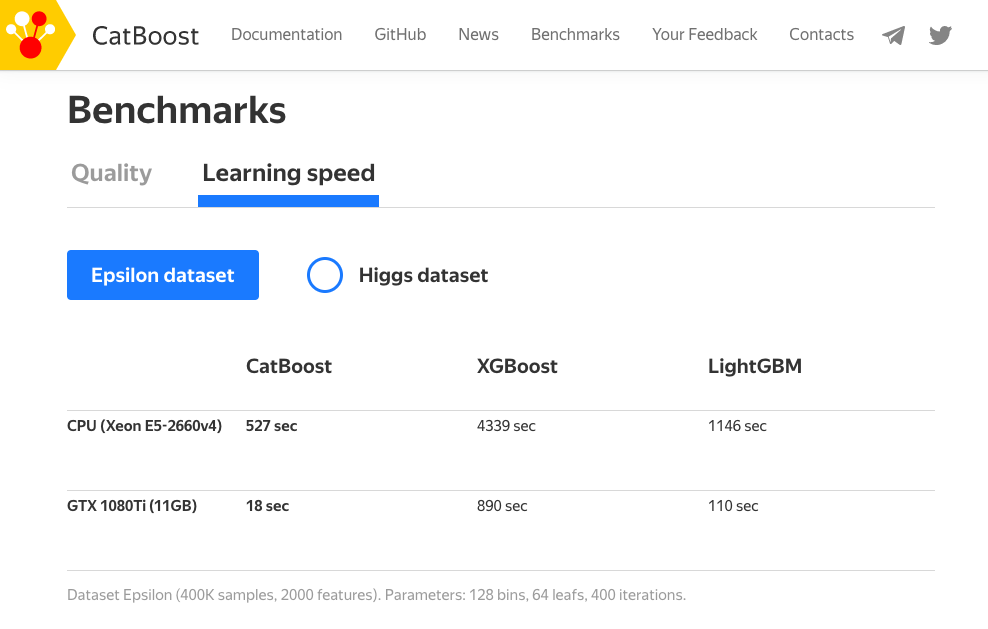 CatBoost Documentation GitHub News Benchmarks Your Feedback Contacts
Benchmarks
Quality Learning speed
Epsilon dataset Higgs dataset
CatBoost XGBoost LightGBM
CPU (Xeon E5-2660v4) 527 sec 4339 sec 1146 sec
GTX 1080Ti (11GB) 18 sec 890 sec 110 sec
Dataset Epsilon (400K samples, 2000 features). Parameters: 128 bins, 64 leafs, 400 iterations.